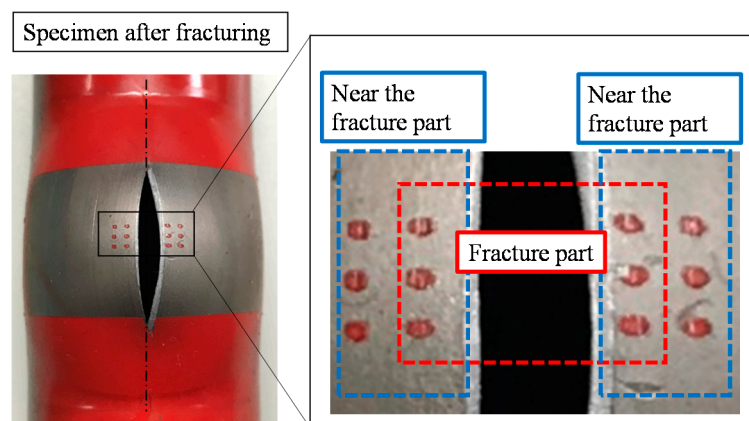 Specimen after fracturing
Near the
fracture part
Near the
fracture part
Fracture part